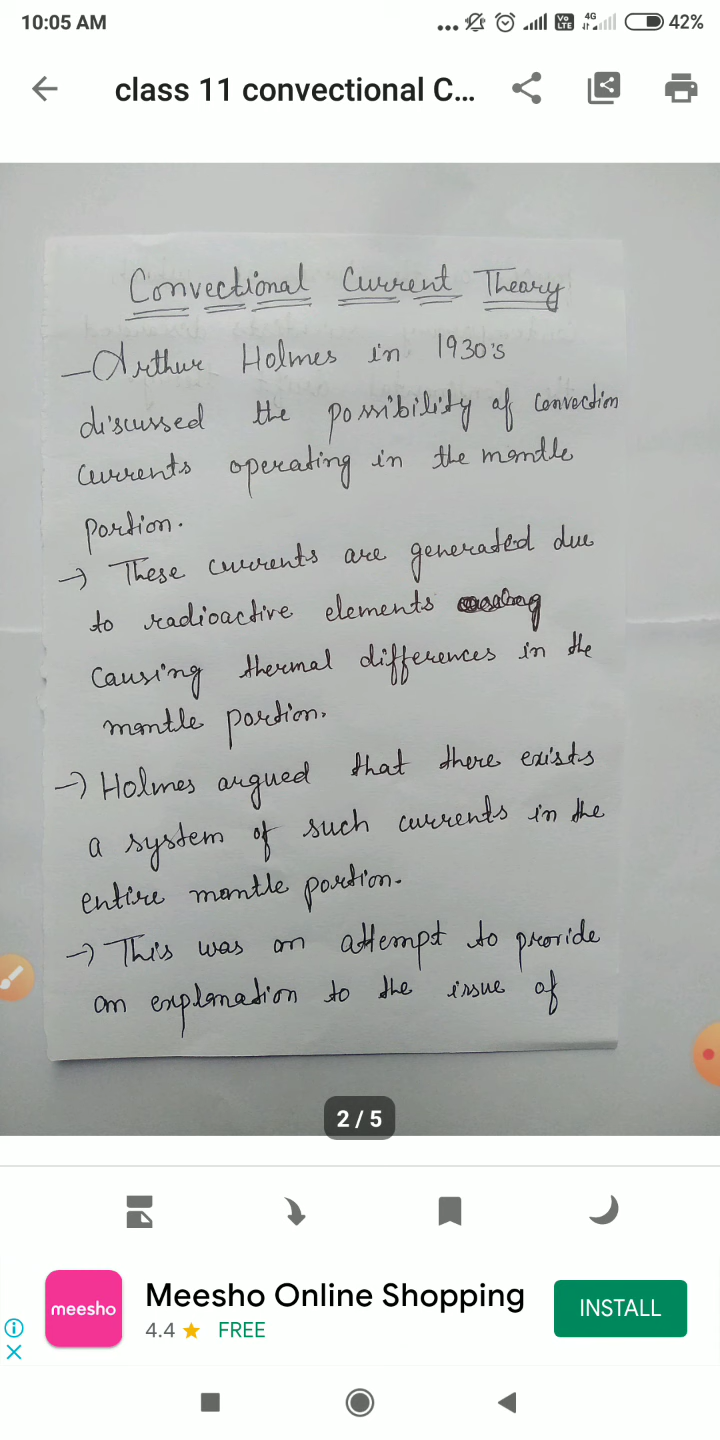 10:05 AM ... VoLTE 4G 42%
class 11 convectional C...
Convectional Current Theory
—Arthur Holmes in 1930's
discussed the possibility of convection
currents operating in the mantle
portion.
→ These currents are generated due
to radioactive elements
causing thermal differences in the
mantle portion.
→ Holmes argued that there exists
a system of such currents in the
entire mantle portion.
→ This was an attempt to provide
an explanation to the issue of
2 / 5
meesho
Meesho Online Shopping
4.4 ★ FREE
INSTALL